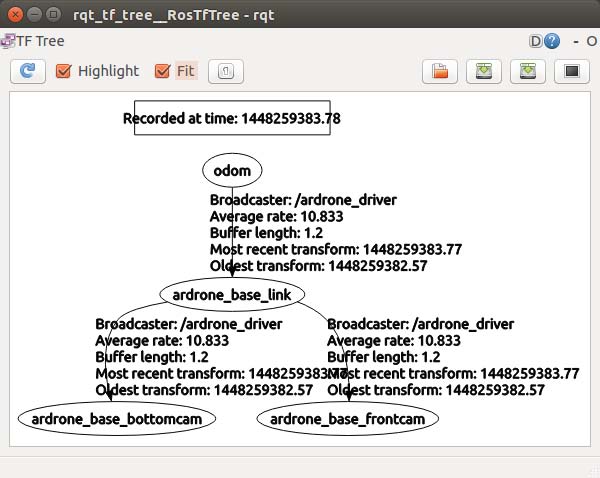 rqt_tf_tree__RosTfTree - rqt
TF Tree
D
?
- O
Highlight
Fit
Recorded at time: 1448259383.78
odom
Broadcaster: /ardrone_driver
Average rate: 10.833
Buffer length: 1.2
Most recent transform: 1448259383.77
Oldest transform: 1448259382.57
ardrone_base_link
Broadcaster: /ardrone_driver
Average rate: 10.833
Buffer length: 1.2
Most recent transform: 1448259383.77
Oldest transform: 1448259382.57
ardrone_base_bottomcam
Broadcaster: /ardrone_driver
Average rate: 10.833
Buffer length: 1.2
Most recent transform: 1448259383.77
Oldest transform: 1448259382.57
ardrone_base_frontcam